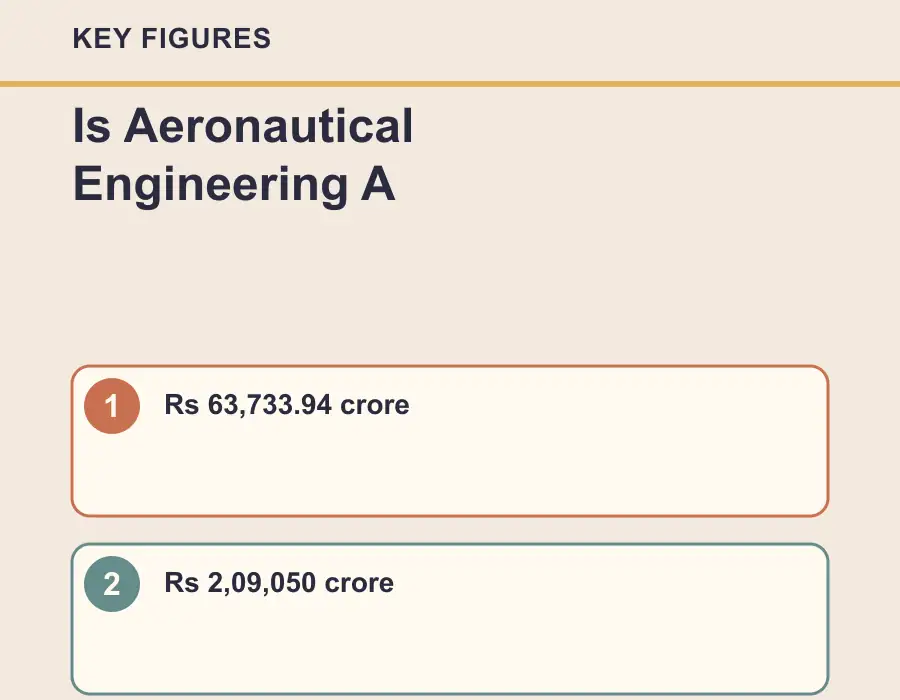 KEY FIGURES
Is Aeronautical
Engineering A
1
Rs 63,733.94 crore
2
Rs 2,09,050 crore